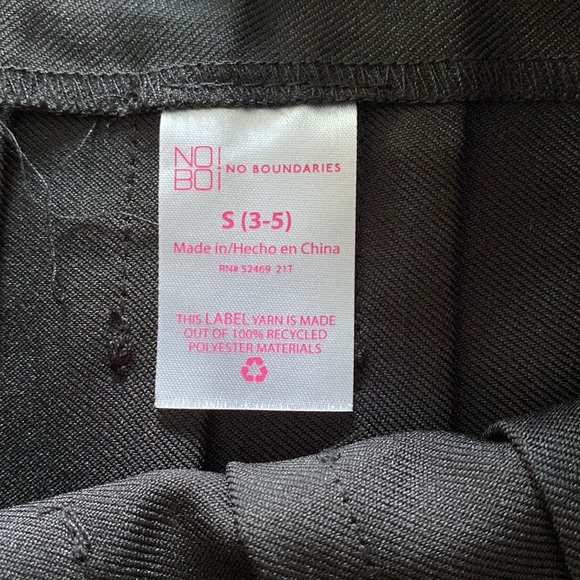 NO!
BO¡
NO BOUNDARIES
S (3-5)
Made in/Hecho en China
RN# 52469 21T
THIS LABEL YARN IS MADE
OUT OF 100% RECYCLED
POLYESTER MATERIALS